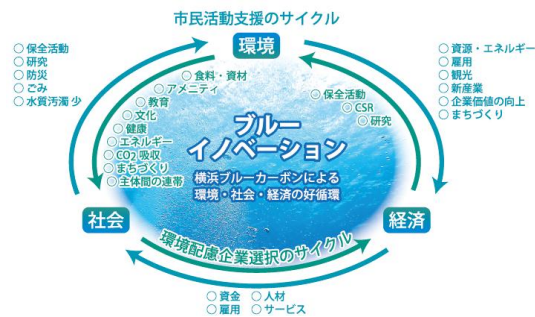 市民活動支援のサイクル
環境
○ 保全活動
○ 研究
○ 防災
○ ごみ
○ 水質汚濁 少
○ 資源・エネルギー
○ 雇用
○ 観光
○ 新産業
○ 企業価値の向上
○ まちづくり
○ 食料・資材
○ アメニティ
○ 教育
○ 文化
○ 健康
○ エネルギー
○ CO2 吸収
○ まちづくり
○ 主体間の連帯
○ 保全活動
○ CSR
○ 研究
ブルー
イノベーション
横浜ブルーカーボンによる
環境・社会・経済の好循環
社会
経済
環境配慮企業選択のサイクル
○ 資金 ○ 人材
○ 雇用 ○ サービス